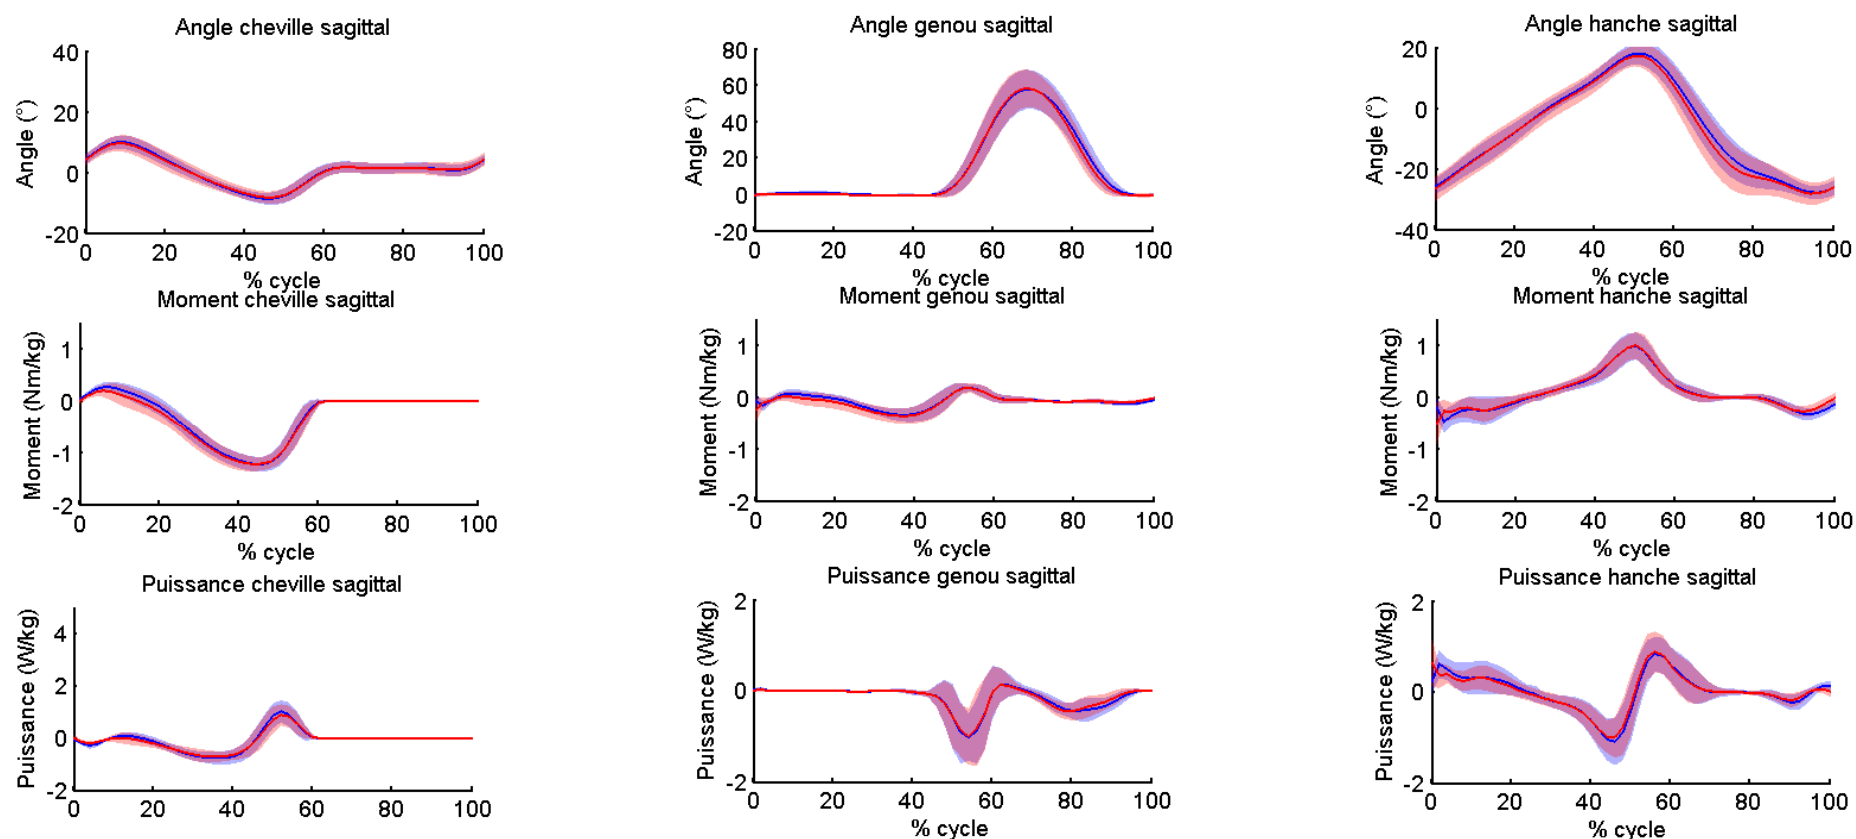 Angle cheville sagittal
40
20
0
-20
Angle (°)
0 20 40 60 80 100
% cycle
Angle genou sagittal
80
60
40
20
0
-20
Angle (°)
0 20 40 60 80 100
% cycle
Angle hanche sagittal
20
0
-20
-40
Angle (°)
0 20 40 60 80 100
% cycle
Moment cheville sagittal
1
0
-1
-2
Moment (Nm/kg)
0 20 40 60 80 100
% cycle
Moment genou sagittal
1
0
-1
-2
Moment (Nm/kg)
0 20 40 60 80 100
% cycle
Moment hanche sagittal
1
0
-1
-2
Moment (Nm/kg)
0 20 40 60 80 100
% cycle
Puissance cheville sagittal
4
2
0
-2
Puissance (W/kg)
0 20 40 60 80 100
% cycle
Puissance genou sagittal
2
0
-2
Puissance (W/kg)
0 20 40 60 80 100
% cycle
Puissance hanche sagittal
2
0
-2
Puissance (W/kg)
0 20 40 60 80 100
% cycle